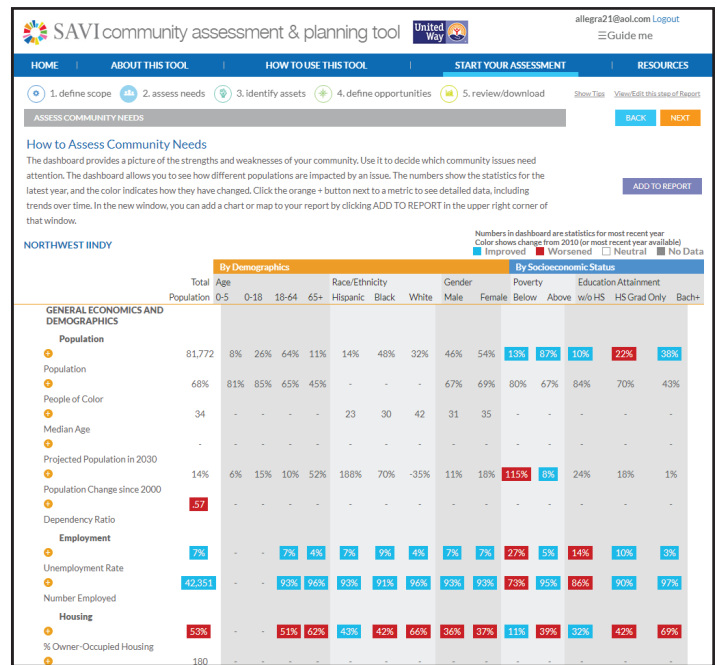 SAVI community assessment & planning tool
United
Way
allegra21@aol.com Logout
☰Guide me
HOME | ABOUT THIS TOOL | HOW TO USE THIS TOOL | START YOUR ASSESSMENT | RESOURCES
1. define scope 2. assess needs 3. identify assets 4. define opportunities 5. review/download Show Tips View/Edit this step of Report
ASSESS COMMUNITY NEEDS BACK NEXT
How to Assess Community Needs
The dashboard provides a picture of the strengths and weaknesses of your community. Use it to decide which community issues need
attention. The dashboard allows you to see how different populations are impacted by an issue. The numbers show the statistics for the
latest year, and the color indicates how they have changed. Click the orange + button next to a metric to see detailed data, including
trends over time. In the new window, you can add a chart or map to your report by clicking ADD TO REPORT in the upper right corner of
that window.
ADD TO REPORT
Numbers in dashboard are statistics for most recent year
Color shows change from 2010 (or most recent year available)
NORTHWEST IINDY
Improved Worsened Neutral No Data
By Demographics By Socioeconomic Status
Total Age Race/Ethnicity Gender Poverty Education Attainment
Population 0-5 0-18 18-64 65+ Hispanic Black White Male Female Below Above w/o HS HS Grad Only Bach+
GENERAL ECONOMICS AND
DEMOGRAPHICS
Population
+ 81,772 8% 26% 64% 11% 14% 48% 32% 46% 54% 13% 87% 10% 22% 38%
Population
+ 68% 81% 85% 65% 45% - - - 67% 69% 80% 67% 84% 70% 43%
People of Color
+ 34 - - - - 23 30 42 31 35 - - - - -
Median Age
+ - - - - - - - - - - - - - - -
Projected Population in 2030
+ 14% 6% 15% 10% 52% 188% 70% -35% 11% 18% 115% 8% 24% 18% 1%
Population Change since 2000
+ .57 - - - - - - - - - - - - - -
Dependency Ratio
Employment
+ 7% - - 7% 4% 7% 9% 4% 7% 7% 27% 5% 14% 10% 3%
Unemployment Rate
+ 42,351 - - 93% 96% 93% 91% 96% 93% 93% 73% 95% 86% 90% 97%
Number Employed
Housing
+ 53% - - 51% 62% 43% 42% 66% 36% 37% 11% 39% 32% 42% 69%
% Owner-Occupied Housing
+ 180 - - - - - - - - - - - - - -